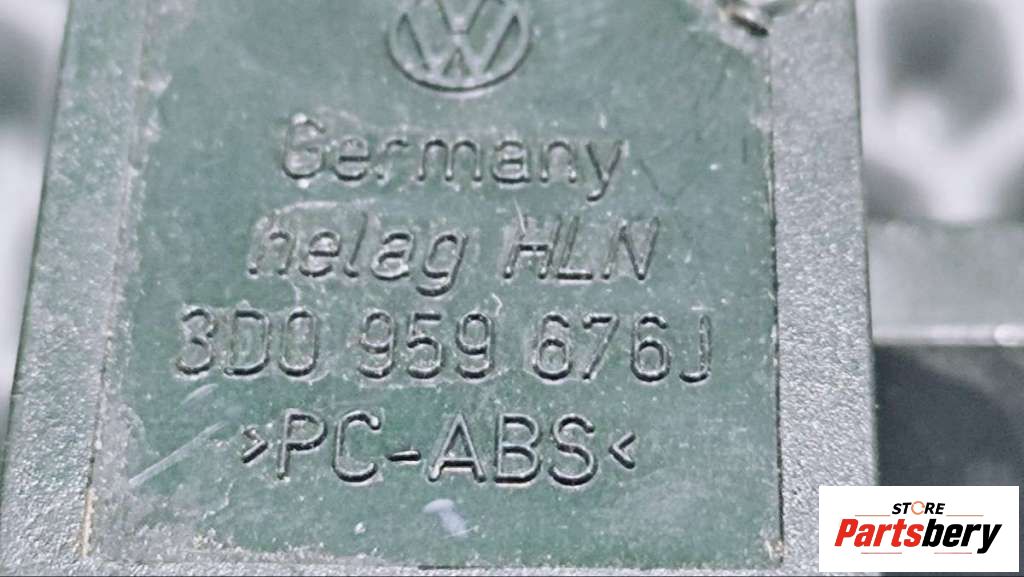 Germany
helag HLN
3D0 959 676J
>PC-ABS<
STORE
Partsbery